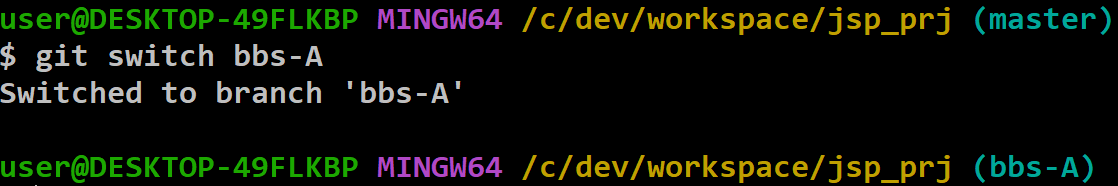 user@DESKTOP-49FLKBP MINGW64 /c/dev/workspace/jsp_prj (master)
$ git switch bbs-A
Switched to branch 'bbs-A'
user@DESKTOP-49FLKBP MINGW64 /c/dev/workspace/jsp_prj (bbs-A)